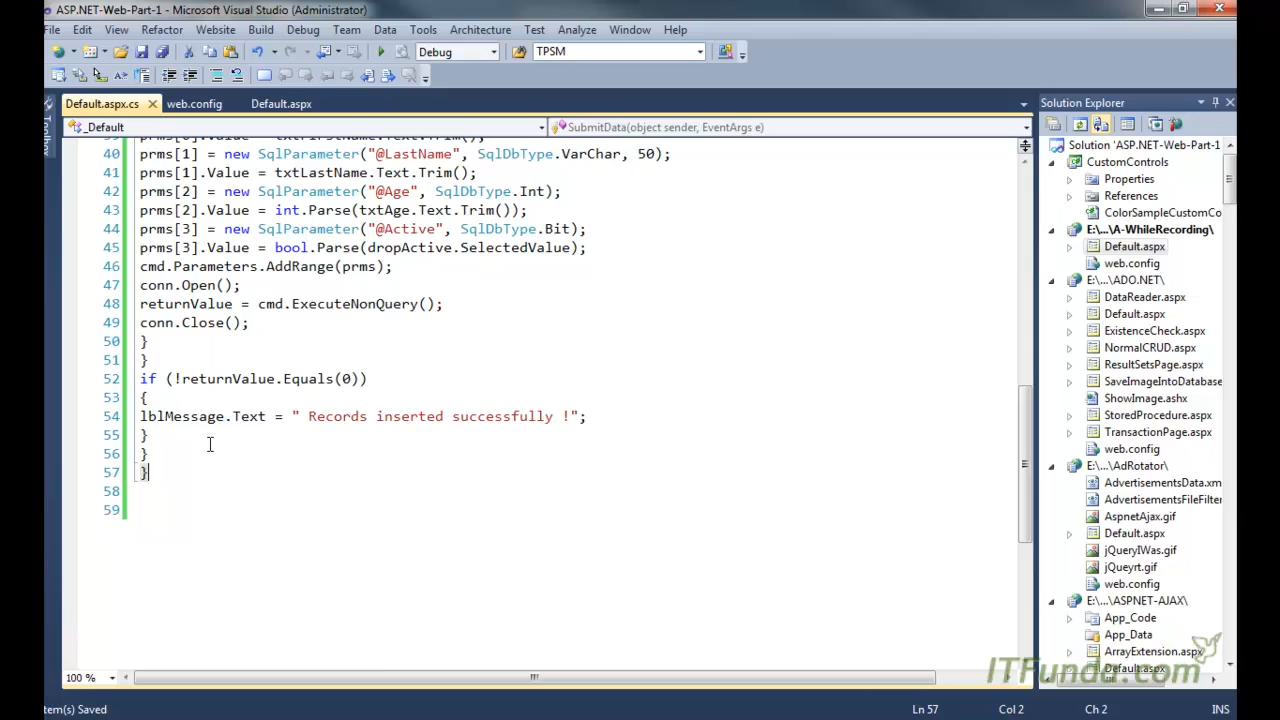 ASP.NET-Web-Part-1 - Microsoft Visual Studio (Administrator)
File Edit View Refactor Website Build Debug Team Data Tools Architecture Test Analyze Window Help
Debug TPSM
Default.aspx.cs web.config Default.aspx
Toolbox
_Default SubmitData(object sender, EventArgs e)
40 prms[1] = new SqlParameter("@LastName", SqlDbType.VarChar, 50);
41 prms[1].Value = txtLastName.Text.Trim();
42 prms[2] = new SqlParameter("@Age", SqlDbType.Int);
43 prms[2].Value = int.Parse(txtAge.Text.Trim());
44 prms[3] = new SqlParameter("@Active", SqlDbType.Bit);
45 prms[3].Value = bool.Parse(dropActive.SelectedValue);
46 cmd.Parameters.AddRange(prms);
47 conn.Open();
48 returnValue = cmd.ExecuteNonQuery();
49 conn.Close();
50 }
51 }
52 if (!returnValue.Equals(0))
53 {
54 lblMessage.Text = " Records inserted successfully !";
55 }
56 }
57 }
58
59
100 %
Solution Explorer
Solution 'ASP.NET-Web-Part-1'
CustomControls
Properties
References
ColorSampleCustomCo
E:\...\A-WhileRecording\
Default.aspx
web.config
E:\...\ADO.NET\
DataReader.aspx
Default.aspx
ExistenceCheck.aspx
NormalCRUD.aspx
ResultSetsPage.aspx
SaveImageIntoDatabase
ShowImage.ashx
StoredProcedure.aspx
TransactionPage.aspx
web.config
E:\...\AdRotator\
AdvertisementsData.xm
AdvertisementsFileFilter
AspnetAjax.gif
Default.aspx
jQueryIWas.gif
jQueyrt.gif
web.config
E:\...\ASPNET-AJAX\
App_Code
App_Data
ArrayExtension.aspx
Default.aspx
ITFunda.com
tem(s) Saved Ln 57 Col 2 Ch 2 INS